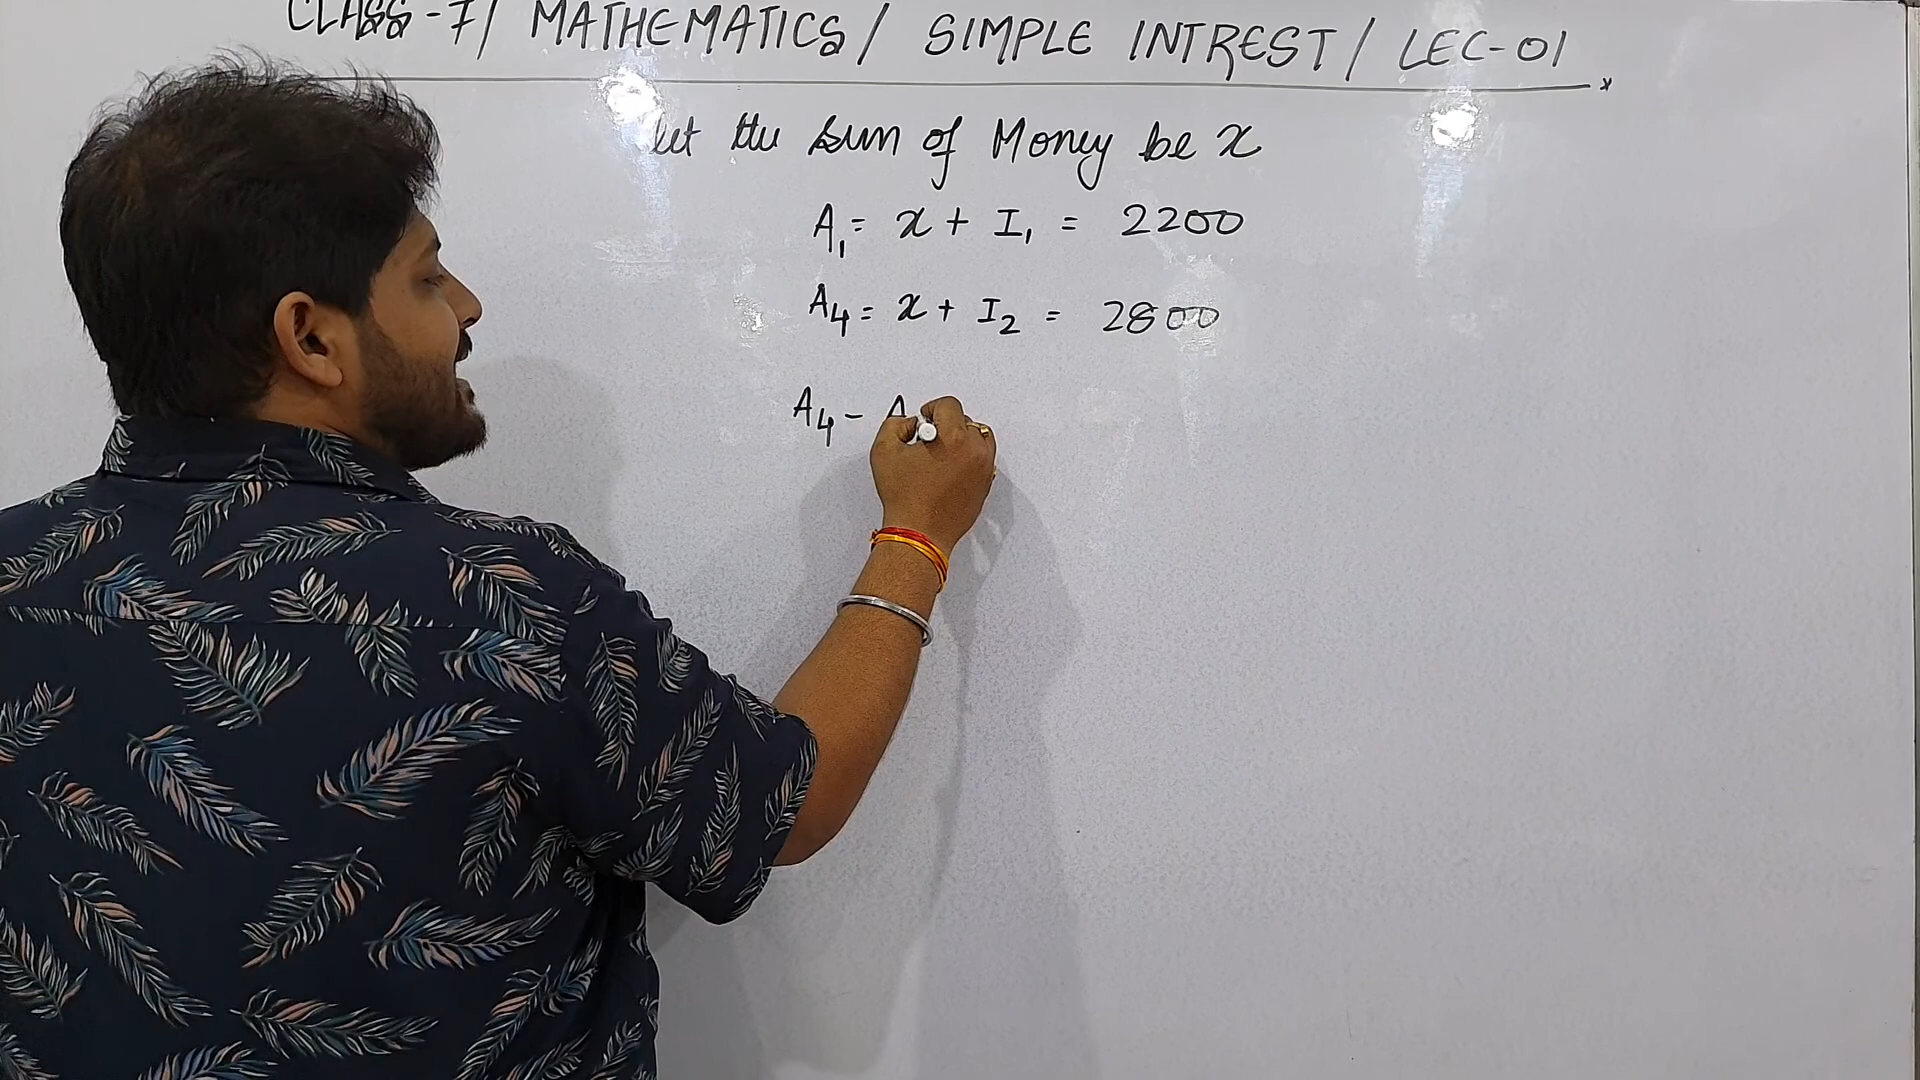 CLASS-7/ MATHEMATICS/ SIMPLE INTREST/ LEC-01
let the sum of Money be x
A₁= x + I₁ = 2200
A₄= x + I₂ = 2800
A₄ - A